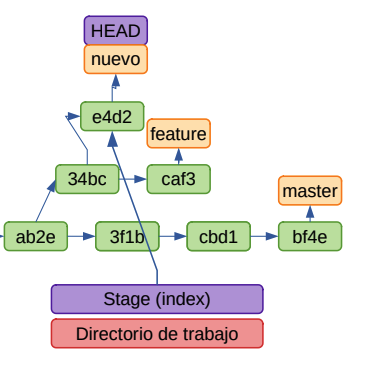 HEAD
nuevo
e4d2
feature
34bc
caf3
master
ab2e
3f1b
cbd1
bf4e
Stage (index)
Directorio de trabajo